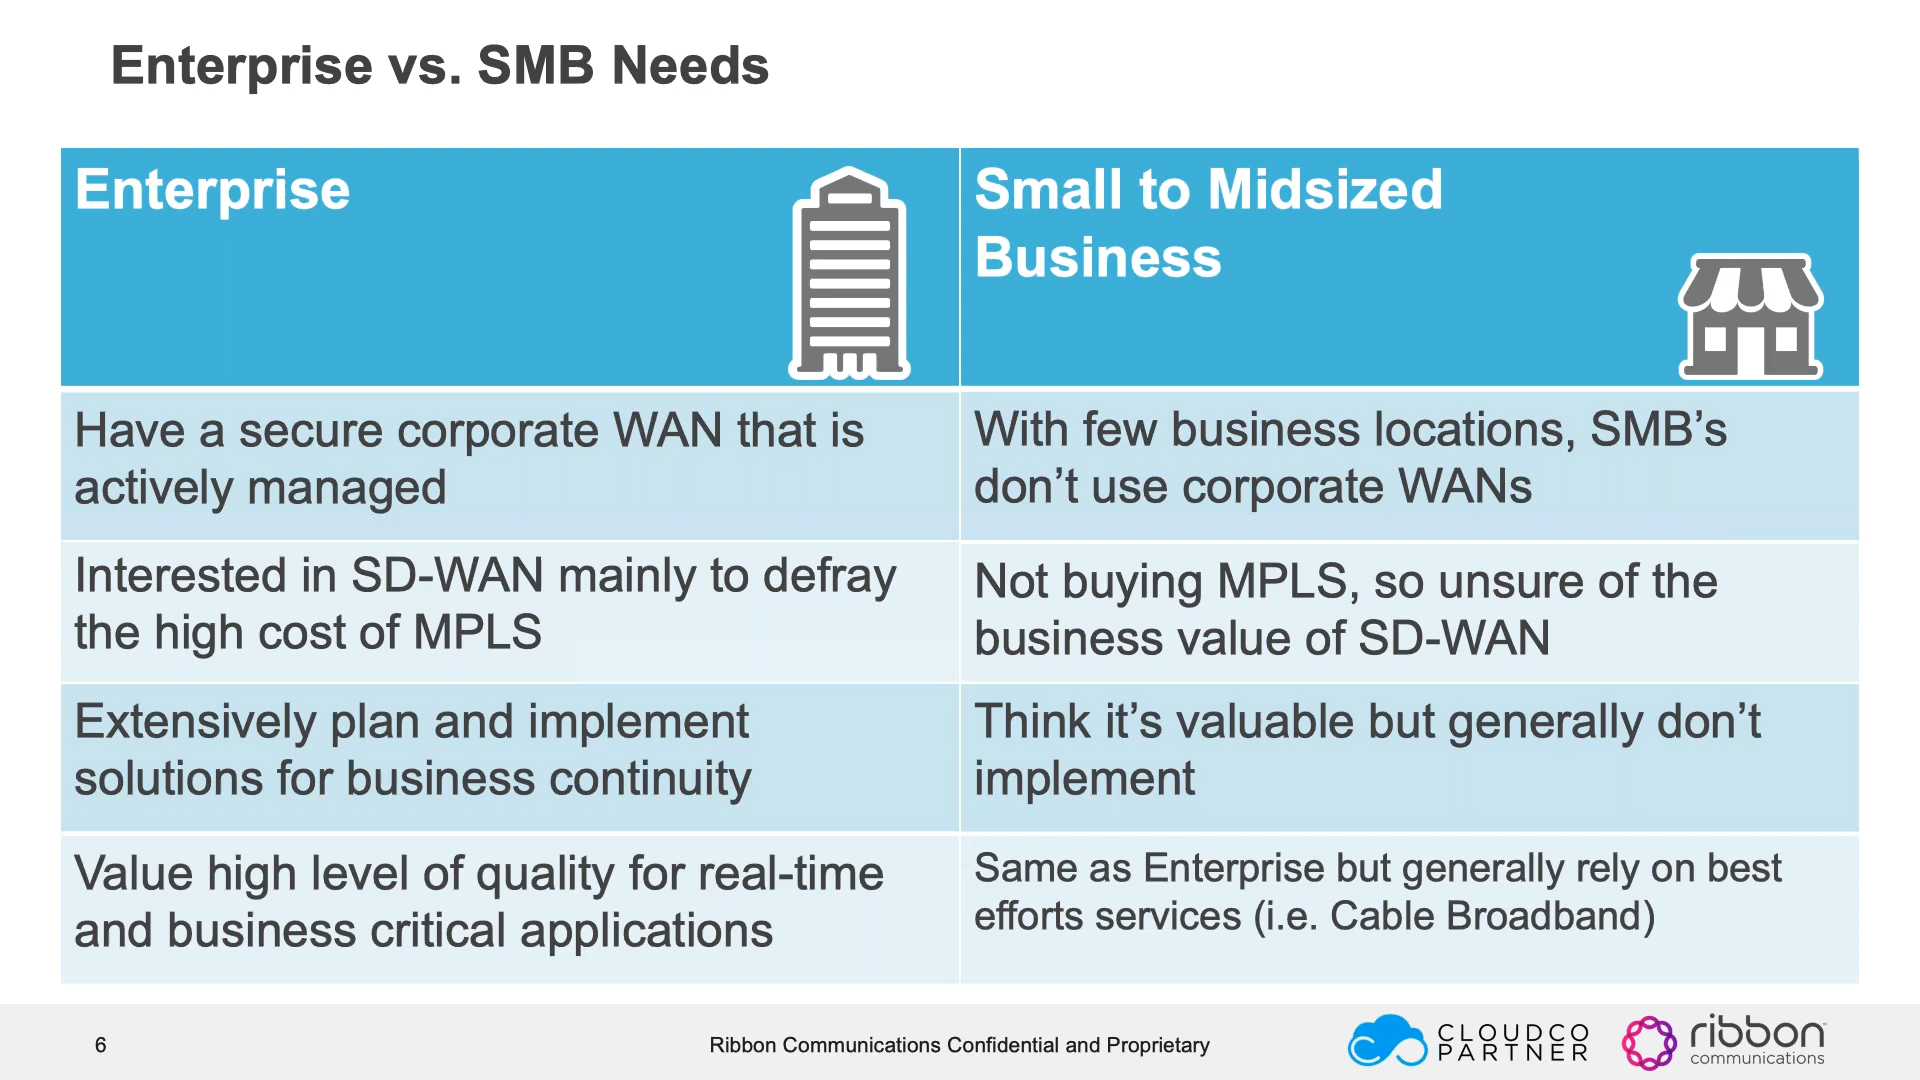 Enterprise vs. SMB Needs
Enterprise
Small to Midsized
Business
Have a secure corporate WAN that is
actively managed
With few business locations, SMB’s
don’t use corporate WANs
Interested in SD-WAN mainly to defray
the high cost of MPLS
Not buying MPLS, so unsure of the
business value of SD-WAN
Extensively plan and implement
solutions for business continuity
Think it’s valuable but generally don’t
implement
Value high level of quality for real-time
and business critical applications
Same as Enterprise but generally rely on best
efforts services (i.e. Cable Broadband)
6
Ribbon Communications Confidential and Proprietary
CLOUDCO
PARTNER
ribbon
communications